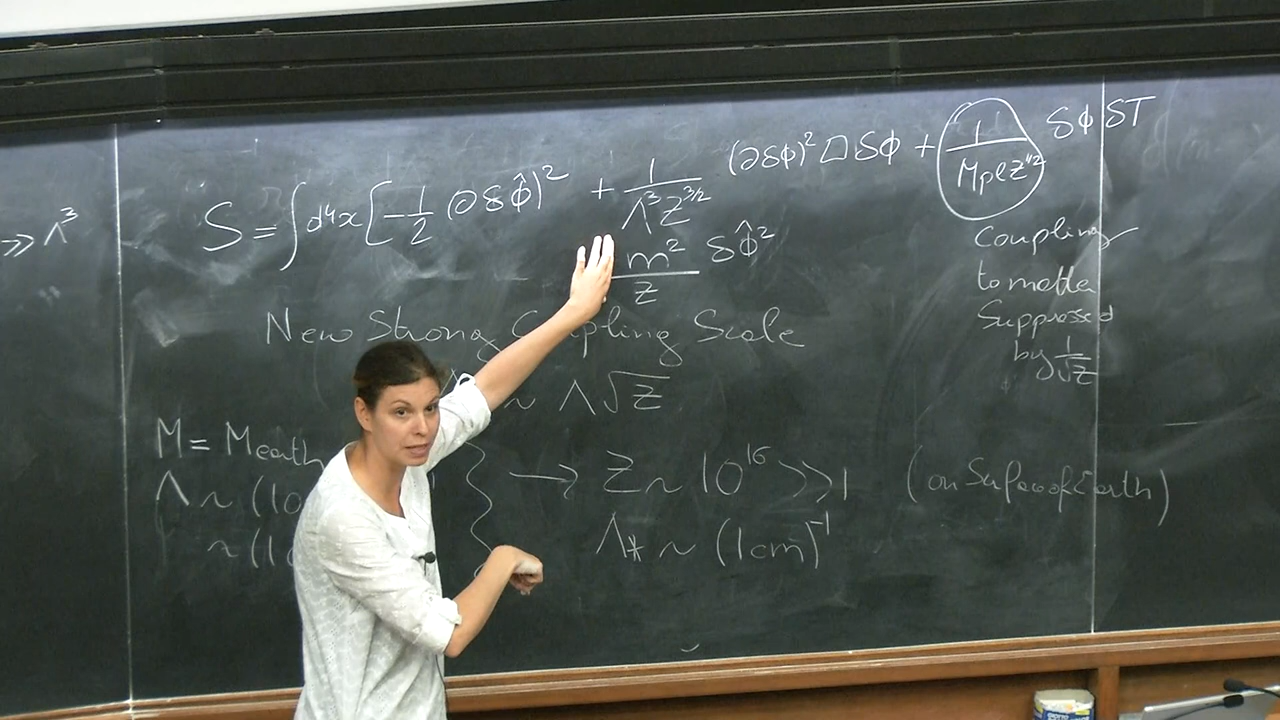 >> Λ³
S = ∫ d⁴x [ -1/2 (∂δφ̂)² + 1/(Λ³ Z^{3/2}) (∂δφ)² □ δφ + 1/(Mpl Z^{1/2}) δφ δT
m²/Z δφ̂²
Coupling
to matter
Suppressed
by 1/√Z
New Strong Coupling Scale
~ Λ√Z
M = Mearth
Λ ~ (10
~ (10
→ Z ~ 10¹⁶ >> 1 (on Surface of Earth)
Λ* ~ (1cm)⁻¹